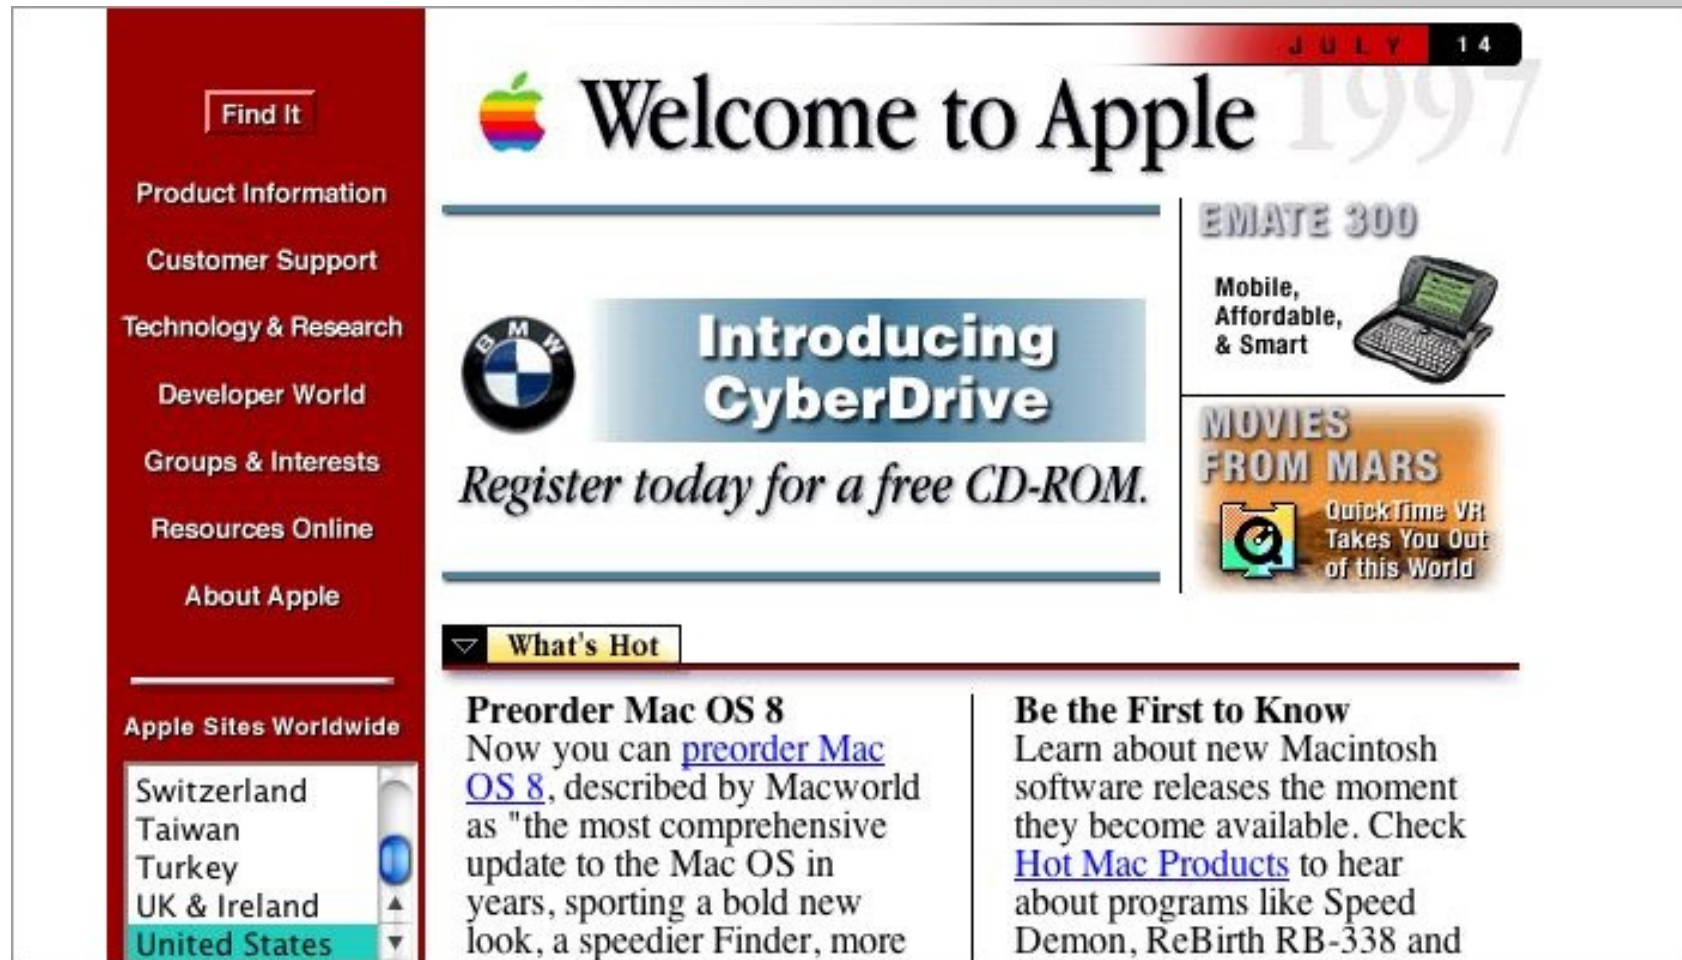 JULY 14
1997
Welcome to Apple
Find It
Product Information
Customer Support
Technology & Research
Developer World
Groups & Interests
Resources Online
About Apple
Apple Sites Worldwide
Switzerland
Taiwan
Turkey
UK & Ireland
United States
BMW
Introducing
CyberDrive
Register today for a free CD-ROM.
EMATE 300
Mobile,
Affordable,
& Smart
MOVIES
FROM MARS
QuickTime VR
Takes You Out
of this World
What's Hot
Preorder Mac OS 8
Now you can preorder Mac
OS 8, described by Macworld
as "the most comprehensive
update to the Mac OS in
years, sporting a bold new
look, a speedier Finder, more
Be the First to Know
Learn about new Macintosh
software releases the moment
they become available. Check
Hot Mac Products to hear
about programs like Speed
Demon, ReBirth RB-338 and